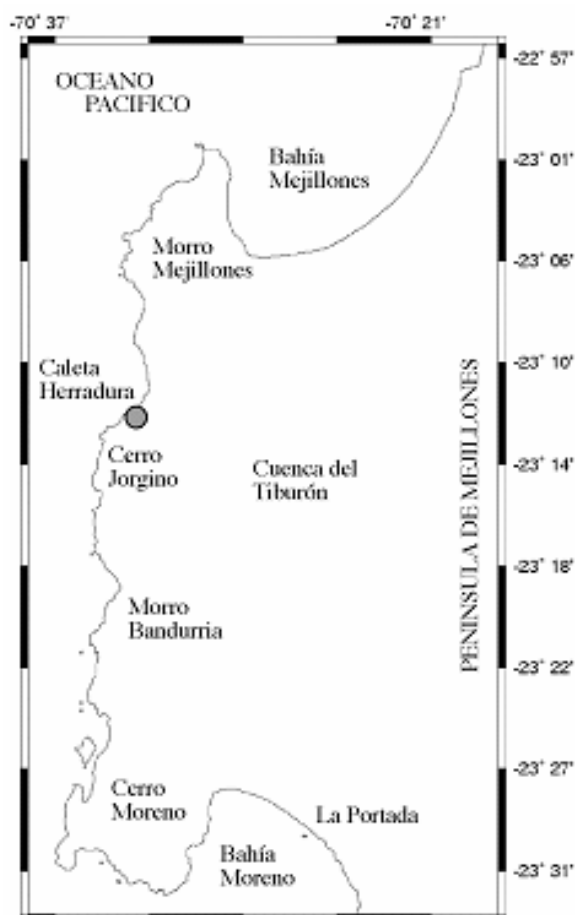 -70° 37'
-70° 21'
-22° 57'
OCEANO
PACIFICO
-23° 01'
Bahía
Mejillones
Morro
Mejillones
-23° 06'
Caleta
Herradura
-23° 10'
Cerro
Jorgino
Cuenca del
Tiburón
-23° 14'
PENINSULA DE MEJILLONES
-23° 18'
Morro
Bandurria
-23° 22'
-23° 27'
Cerro
Moreno
La Portada
Bahía
Moreno
-23° 31'